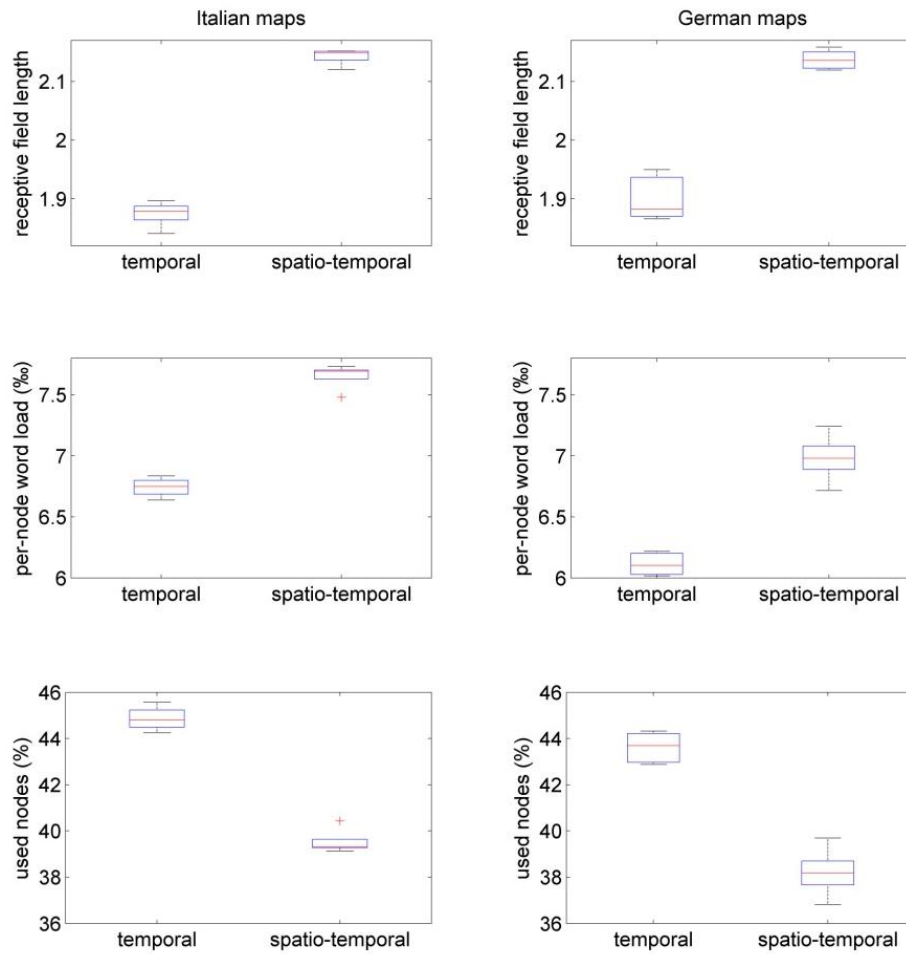 Italian maps
receptive field length
2.1
2
1.9
temporal spatio-temporal
German maps
receptive field length
2.1
2
1.9
temporal spatio-temporal
per-node word load (‰)
7.5
7
6.5
6
temporal spatio-temporal
per-node word load (‰)
7.5
7
6.5
6
temporal spatio-temporal
used nodes (%)
46
44
42
40
38
36
temporal spatio-temporal
used nodes (%)
46
44
42
40
38
36
temporal spatio-temporal